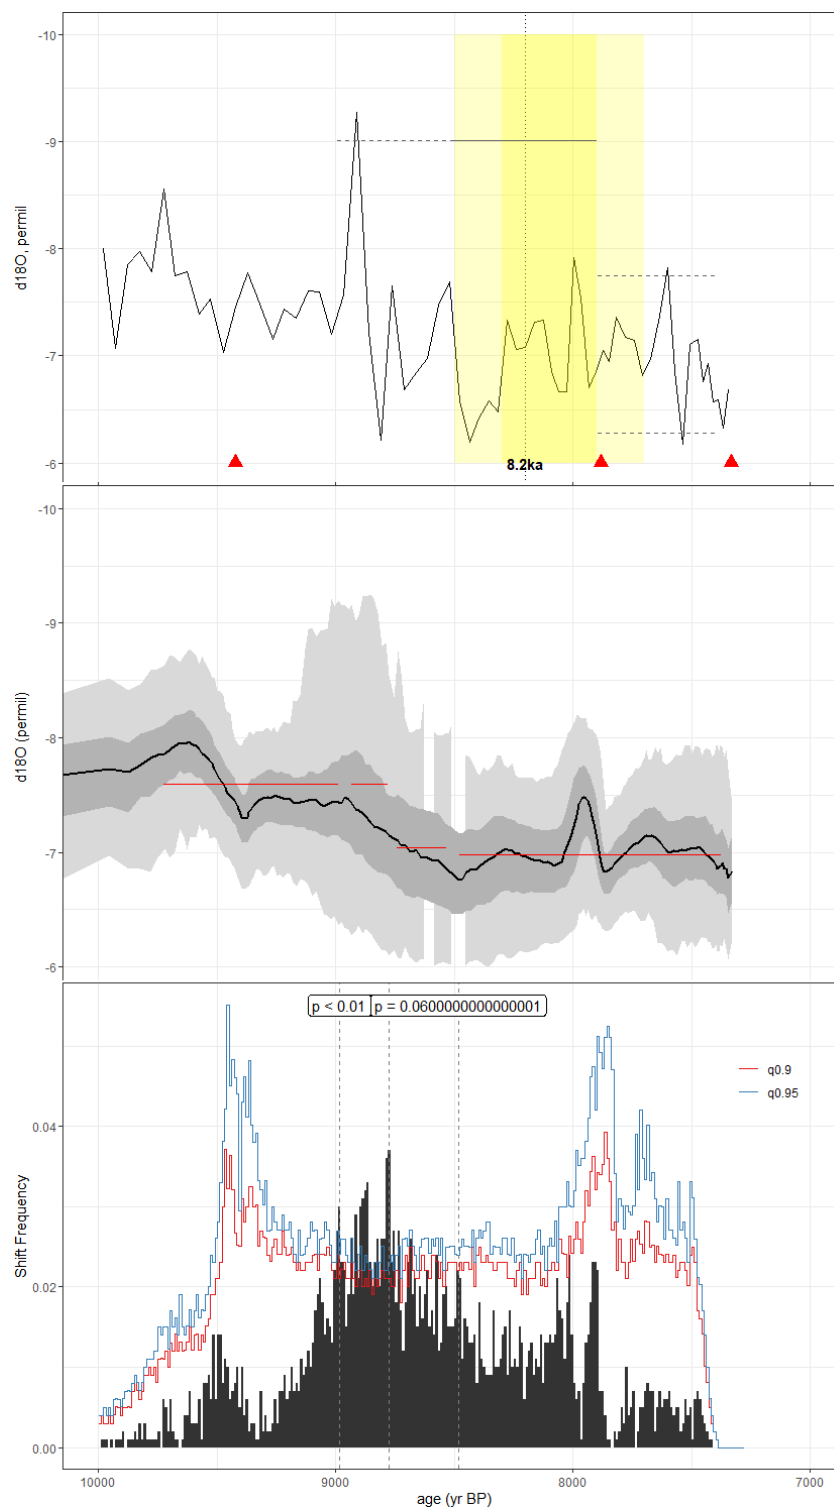 -10
-9
-8
-7
-6
d18O, permil
8.2ka
-10
-9
-8
-7
-6
d18O (permil)
p < 0.01
p = 0.0600000000000001
q0.9
q0.95
0.04
0.02
0.00
Shift Frequency
10000 9000 8000 7000
age (yr BP)